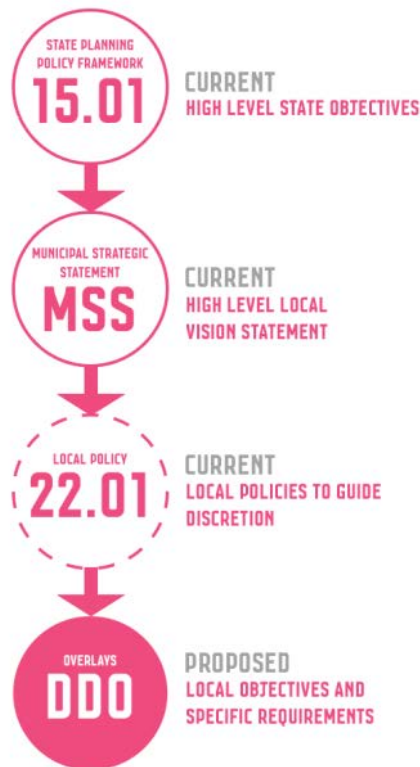 STATE PLANNING
POLICY FRAMEWORK
15.01
CURRENT
HIGH LEVEL STATE OBJECTIVES
MUNICIPAL STRATEGIC
STATEMENT
MSS
CURRENT
HIGH LEVEL LOCAL
VISION STATEMENT
LOCAL POLICY
22.01
CURRENT
LOCAL POLICIES TO GUIDE
DISCRETION
OVERLAYS
DDO
PROPOSED
LOCAL OBJECTIVES AND
SPECIFIC REQUIREMENTS